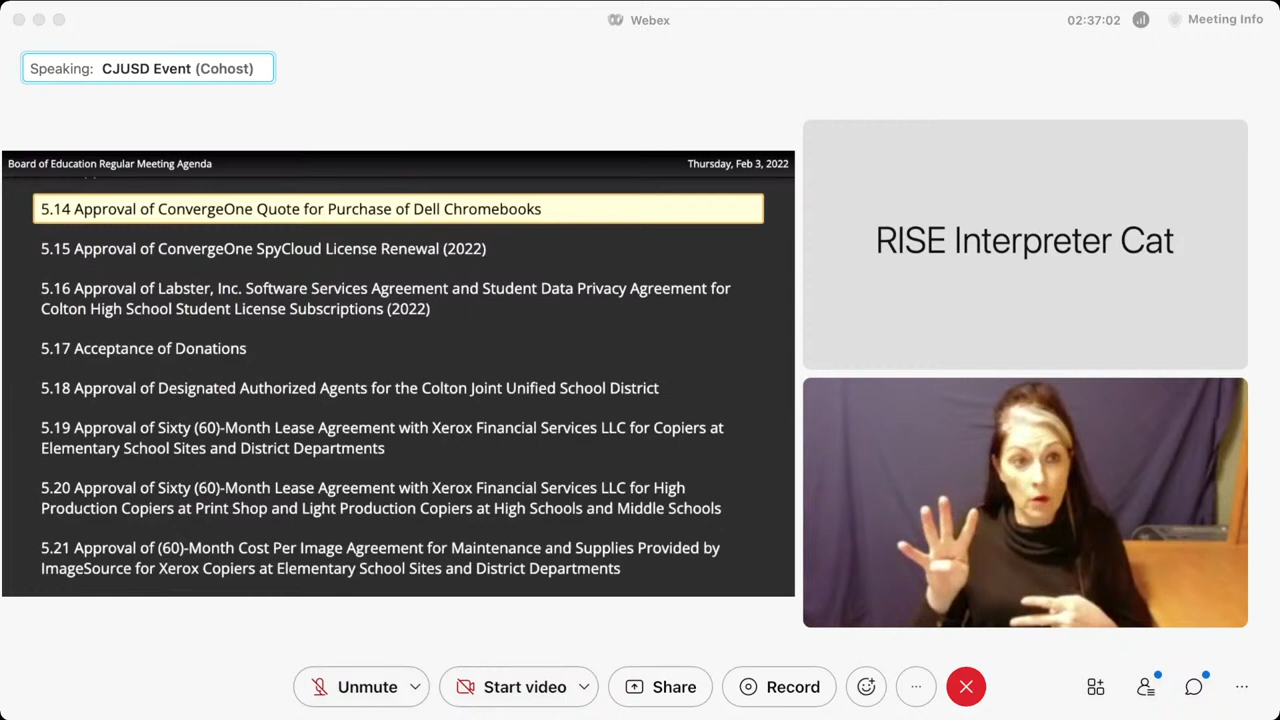 Webex
02:37:02
Meeting Info
Speaking: CJUSD Event (Cohost)
Board of Education Regular Meeting Agenda
Thursday, Feb 3, 2022
5.14 Approval of ConvergeOne Quote for Purchase of Dell Chromebooks
5.15 Approval of ConvergeOne SpyCloud License Renewal (2022)
5.16 Approval of Labster, Inc. Software Services Agreement and Student Data Privacy Agreement for
Colton High School Student License Subscriptions (2022)
5.17 Acceptance of Donations
5.18 Approval of Designated Authorized Agents for the Colton Joint Unified School District
5.19 Approval of Sixty (60)-Month Lease Agreement with Xerox Financial Services LLC for Copiers at
Elementary School Sites and District Departments
5.20 Approval of Sixty (60)-Month Lease Agreement with Xerox Financial Services LLC for High
Production Copiers at Print Shop and Light Production Copiers at High Schools and Middle Schools
5.21 Approval of (60)-Month Cost Per Image Agreement for Maintenance and Supplies Provided by
ImageSource for Xerox Copiers at Elementary School Sites and District Departments
RISE Interpreter Cat
Unmute
Start video
Share
Record